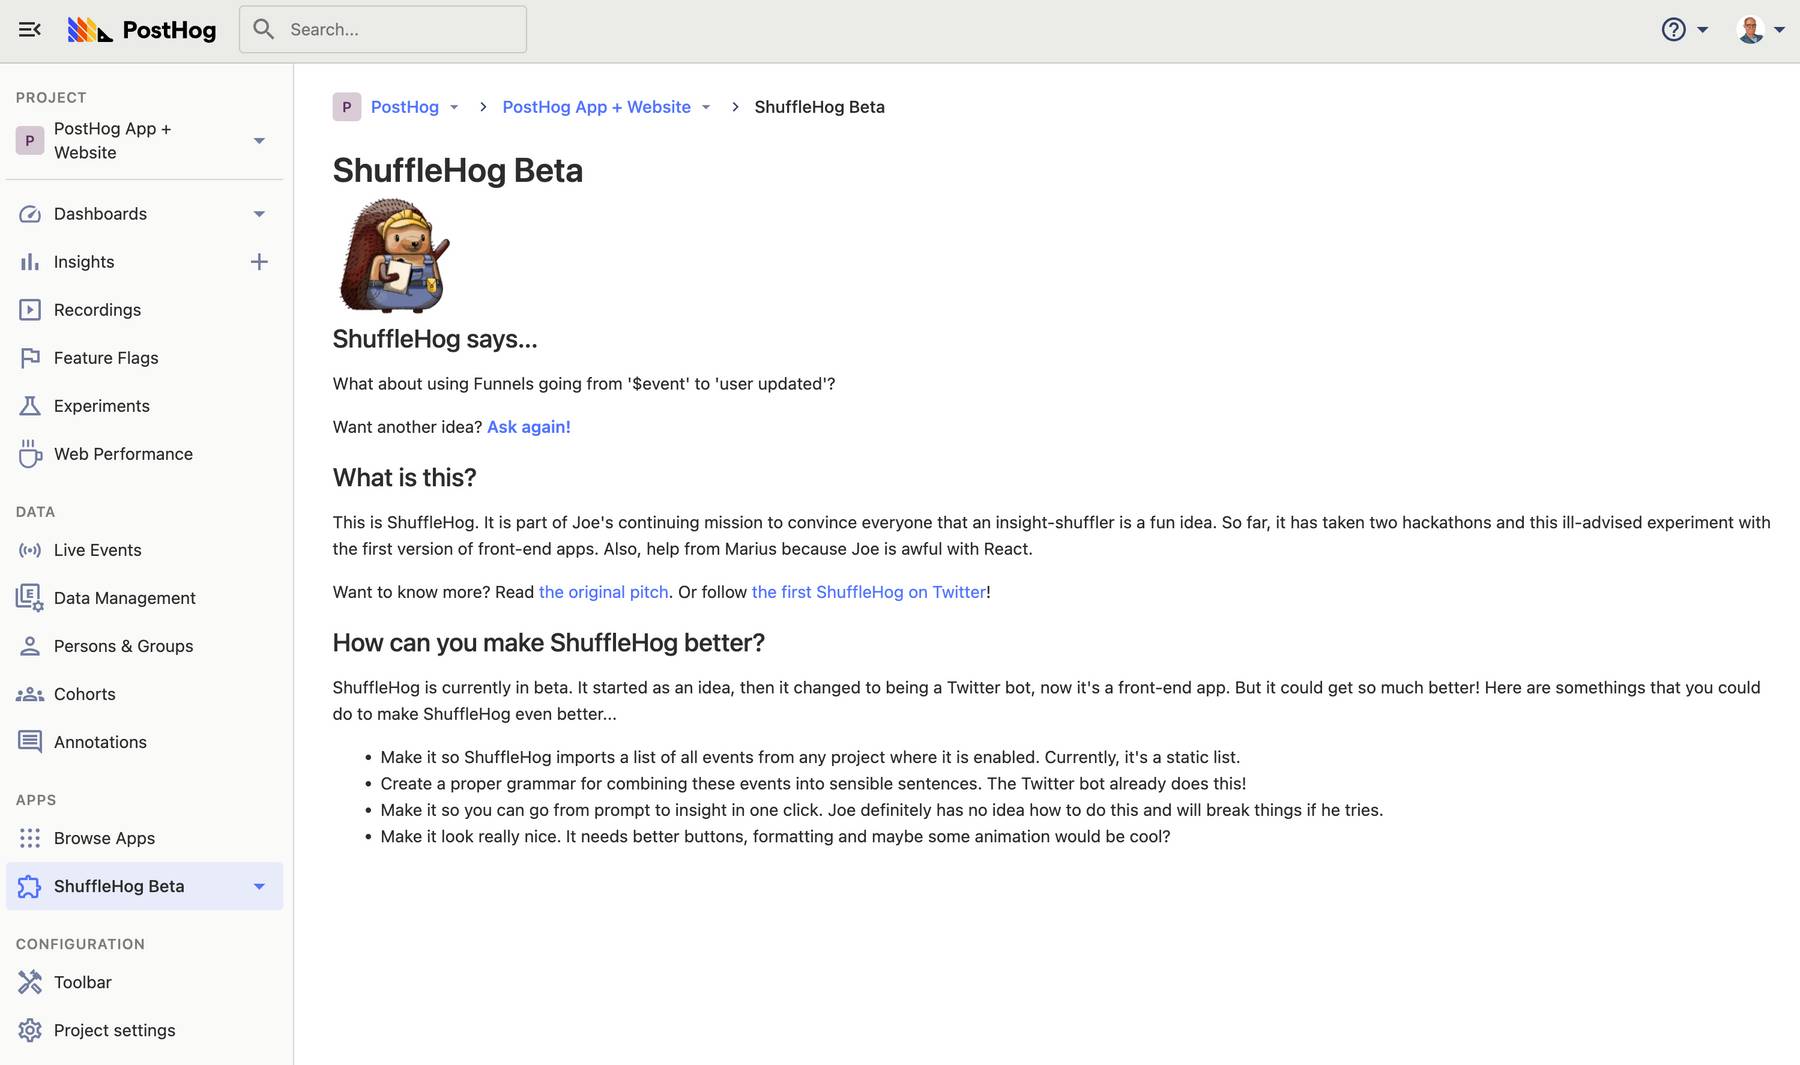 PostHog
Search...
PROJECT
P
PostHog App +
Website
Dashboards
Insights
Recordings
Feature Flags
Experiments
Web Performance
DATA
Live Events
Data Management
Persons & Groups
Cohorts
Annotations
APPS
Browse Apps
ShuffleHog Beta
CONFIGURATION
Toolbar
Project settings
P PostHog > PostHog App + Website > ShuffleHog Beta
ShuffleHog Beta
ShuffleHog says...
What about using Funnels going from '$event' to 'user updated'?
Want another idea? Ask again!
What is this?
This is ShuffleHog. It is part of Joe's continuing mission to convince everyone that an insight-shuffler is a fun idea. So far, it has taken two hackathons and this ill-advised experiment with
the first version of front-end apps. Also, help from Marius because Joe is awful with React.
Want to know more? Read the original pitch. Or follow the first ShuffleHog on Twitter!
How can you make ShuffleHog better?
ShuffleHog is currently in beta. It started as an idea, then it changed to being a Twitter bot, now it's a front-end app. But it could get so much better! Here are somethings that you could
do to make ShuffleHog even better...
• Make it so ShuffleHog imports a list of all events from any project where it is enabled. Currently, it's a static list.
• Create a proper grammar for combining these events into sensible sentences. The Twitter bot already does this!
• Make it so you can go from prompt to insight in one click. Joe definitely has no idea how to do this and will break things if he tries.
• Make it look really nice. It needs better buttons, formatting and maybe some animation would be cool?